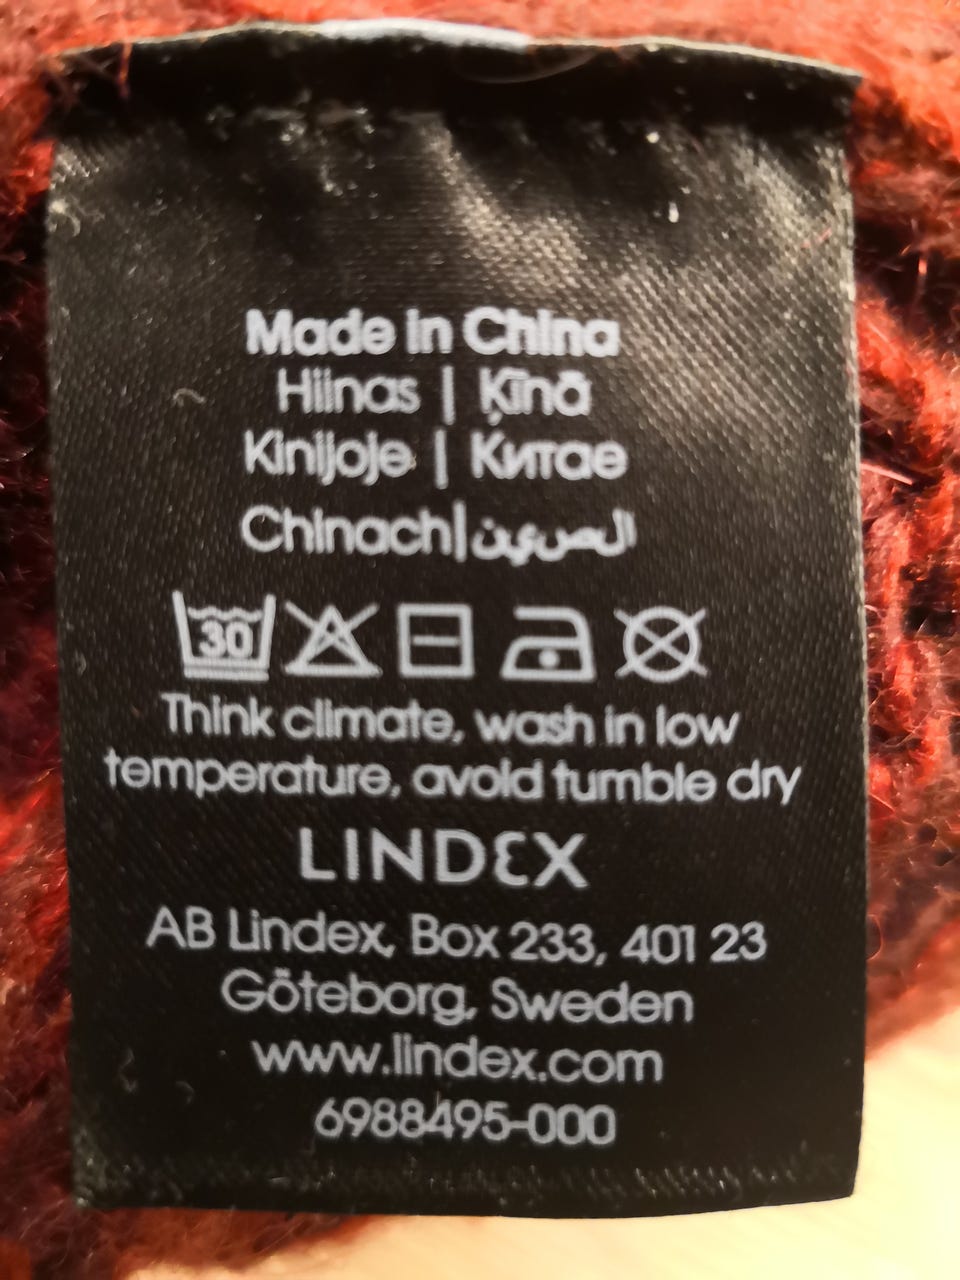 Made in China
Hiinas | Ķīnā
Kinijoje | Китае
Chinach | الصين
30
Think climate, wash in low
temperature, avoid tumble dry
LINDEX
AB Lindex, Box 233, 401 23
Göteborg, Sweden
www.lindex.com
6988495-000